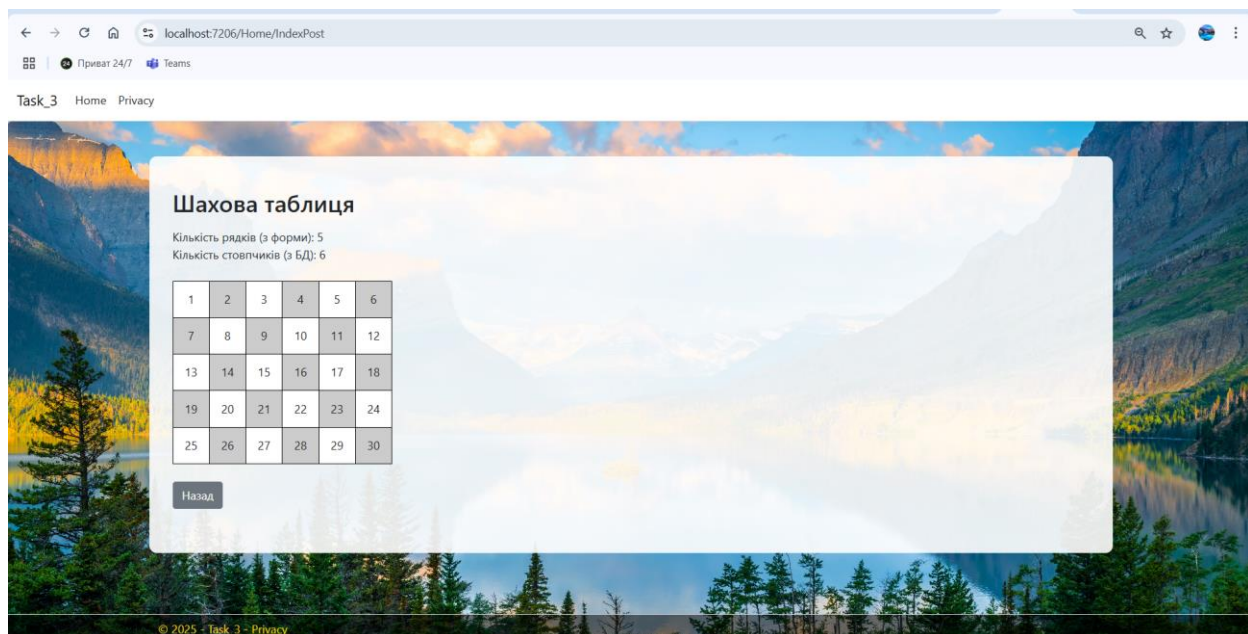 localhost:7206/Home/IndexPost
24 Приват 24/7 Teams
Task_3 Home Privacy
Шахова таблиця
Кількість рядків (з форми): 5
Кількість стовпчиків (з БД): 6
1 2 3 4 5 6
7 8 9 10 11 12
13 14 15 16 17 18
19 20 21 22 23 24
25 26 27 28 29 30
Назад
© 2025 - Task_3 - Privacy